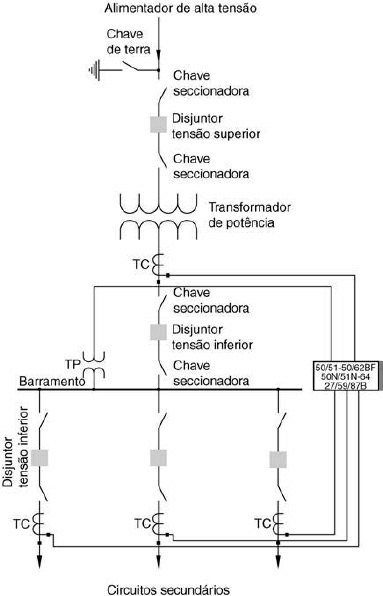 Alimentador de alta tensão
Chave
de terra
Chave
seccionadora
Disjuntor
tensão superior
Chave
seccionadora
Transformador
de potência
TC
Chave
seccionadora
Disjuntor
tensão inferior
TP
Chave
seccionadora
Barramento
50/51-50/62BF
50N/51N-64
27/59/87B
Disjuntor
tensão inferior
TC
TC
TC
Circuitos secundários